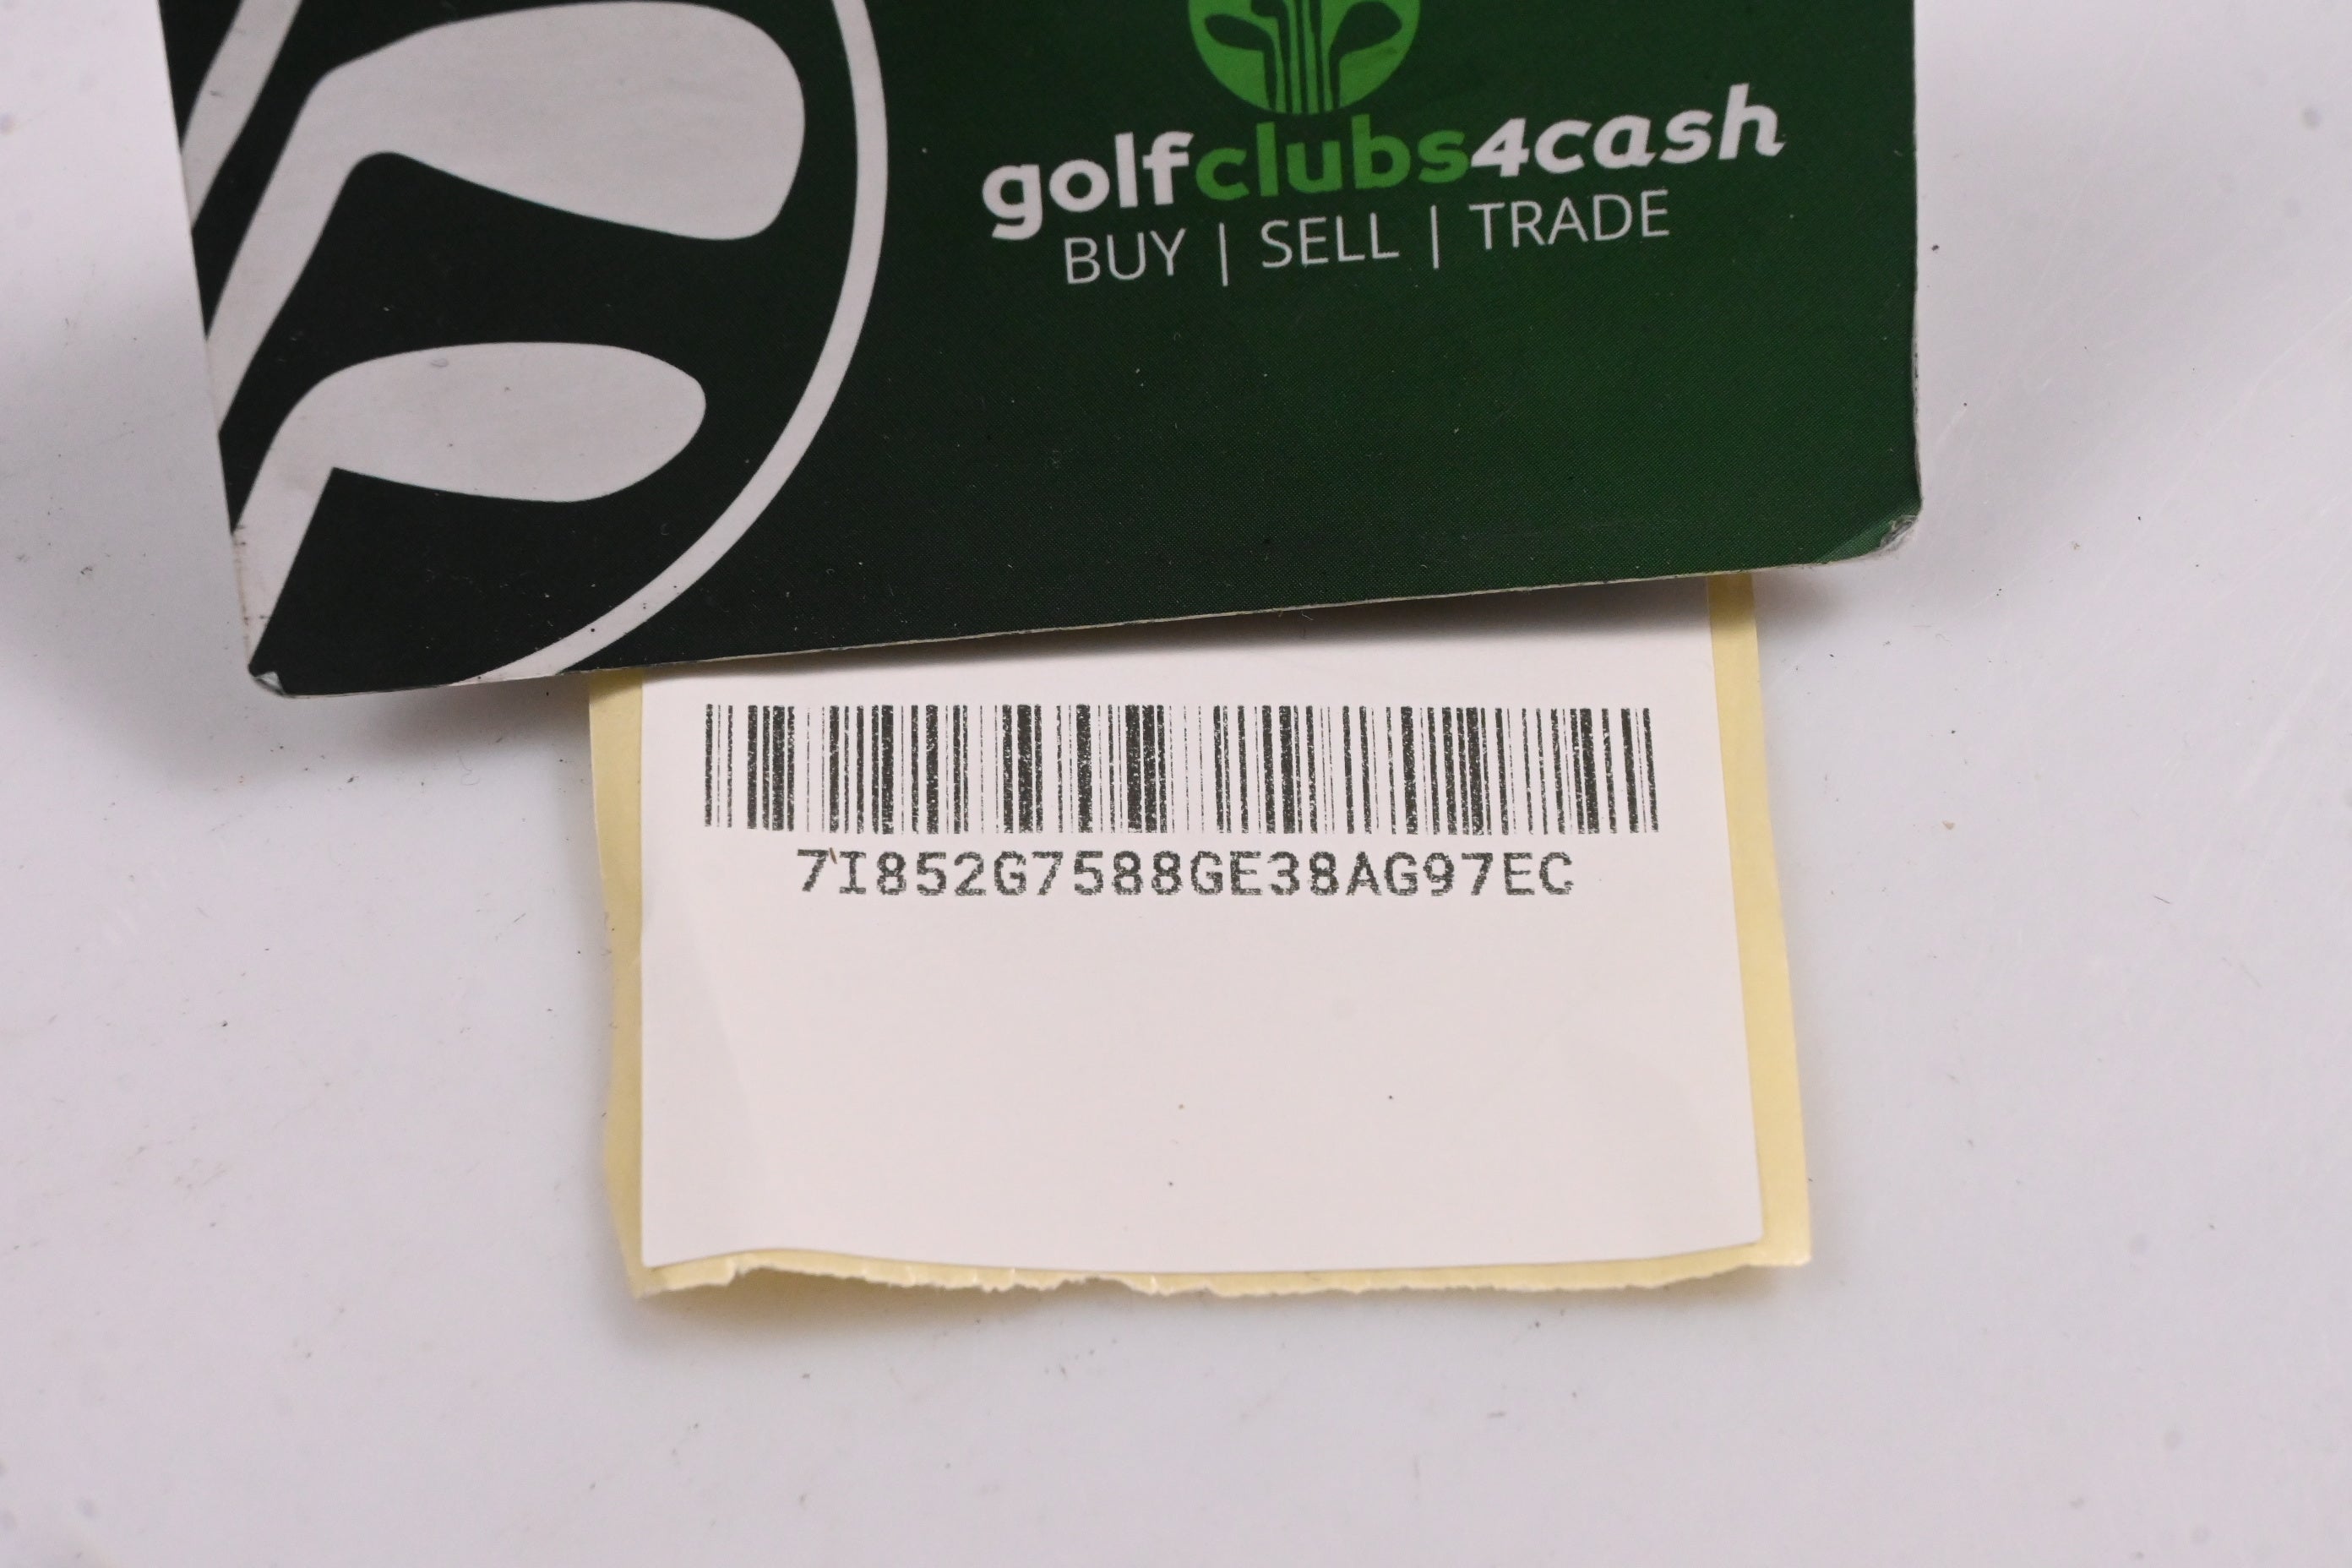 golfclubs4cash
BUY | SELL | TRADE
7I852G7588GE38AG97EC